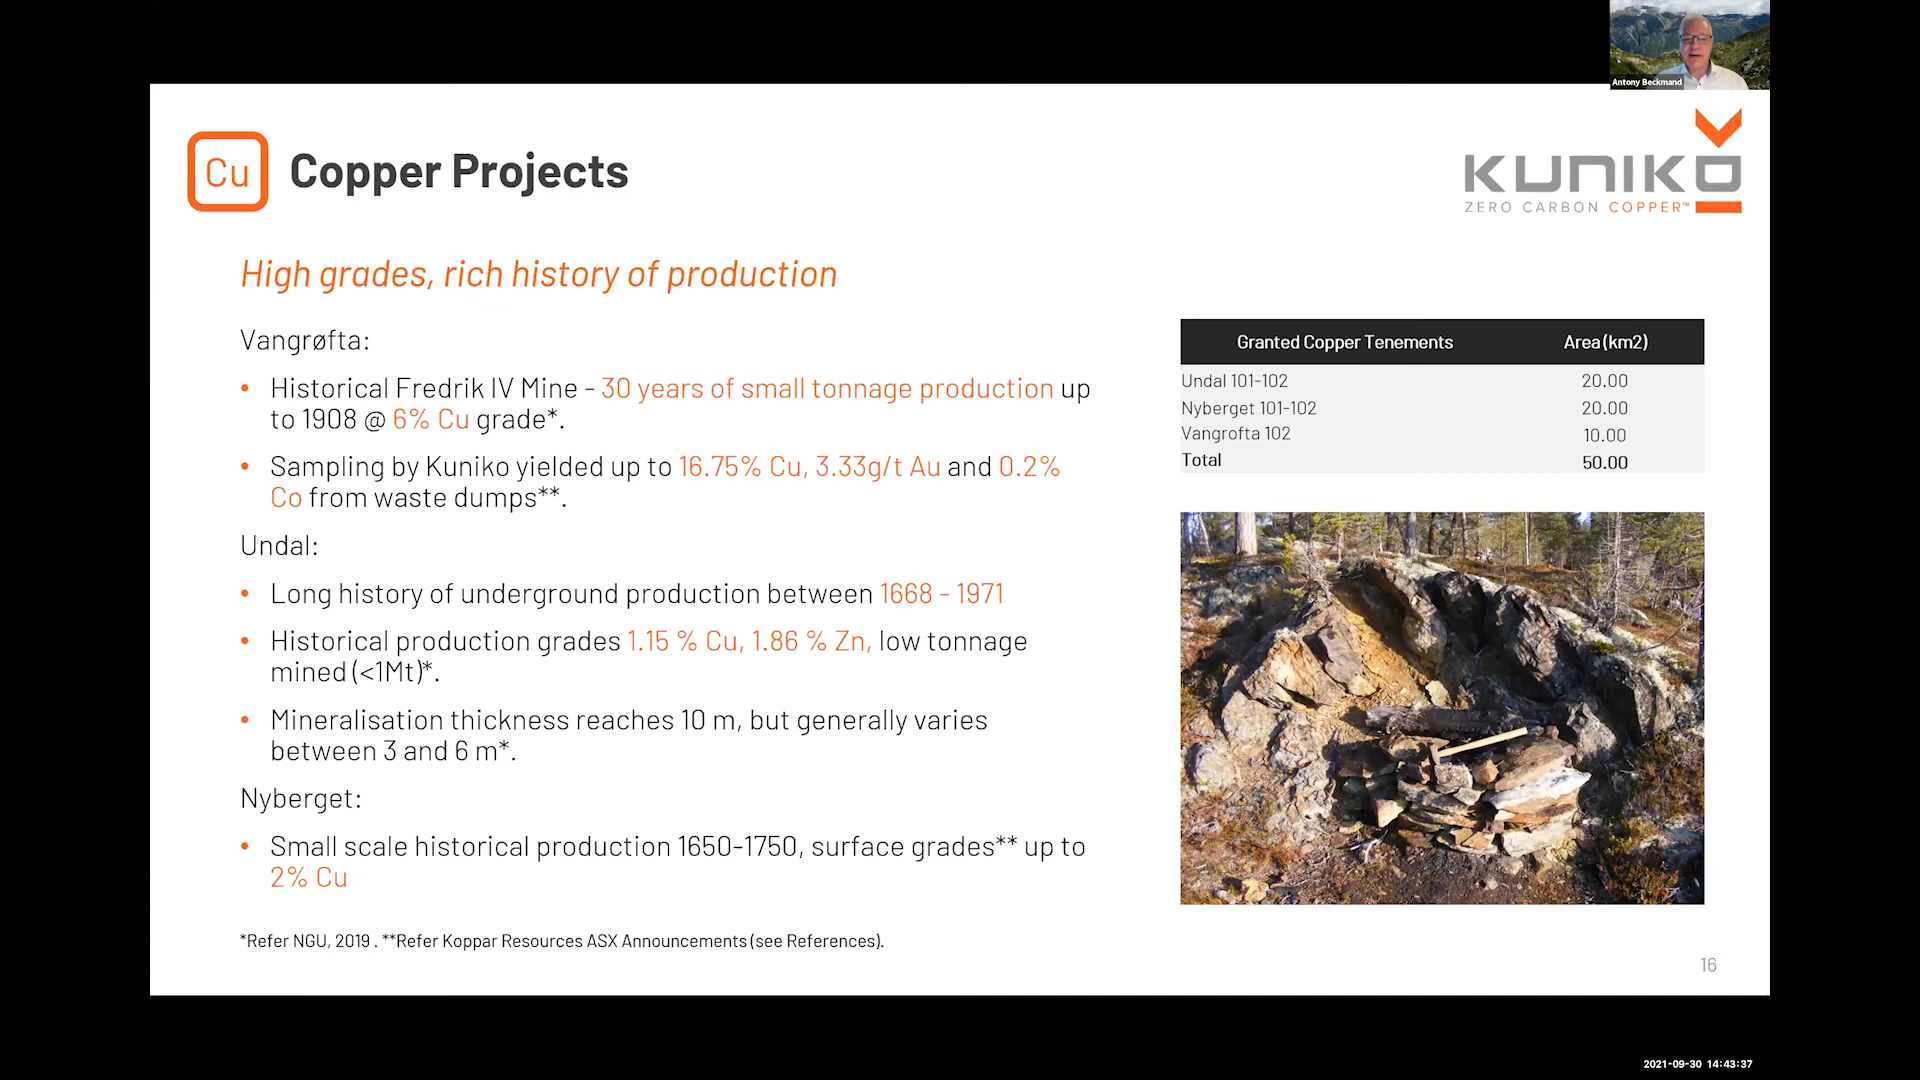 Antony Beckmand
Cu
Copper Projects
KUNIKO
ZERO CARBON COPPER™
High grades, rich history of production
Vangrøfta:
• Historical Fredrik IV Mine - 30 years of small tonnage production up
to 1908 @ 6% Cu grade*.
• Sampling by Kuniko yielded up to 16.75% Cu, 3.33g/t Au and 0.2%
Co from waste dumps**.
Undal:
• Long history of underground production between 1668 - 1971
• Historical production grades 1.15 % Cu, 1.86 % Zn, low tonnage
mined (<1Mt)*.
• Mineralisation thickness reaches 10 m, but generally varies
between 3 and 6 m*.
Nyberget:
• Small scale historical production 1650-1750, surface grades** up to
2% Cu
Granted Copper Tenements Area (km2)
Undal 101-102 20.00
Nyberget 101-102 20.00
Vangrofta 102 10.00
Total 50.00
*Refer NGU, 2019 . **Refer Koppar Resources ASX Announcements (see References).
16
2021-09-30 14:43:37